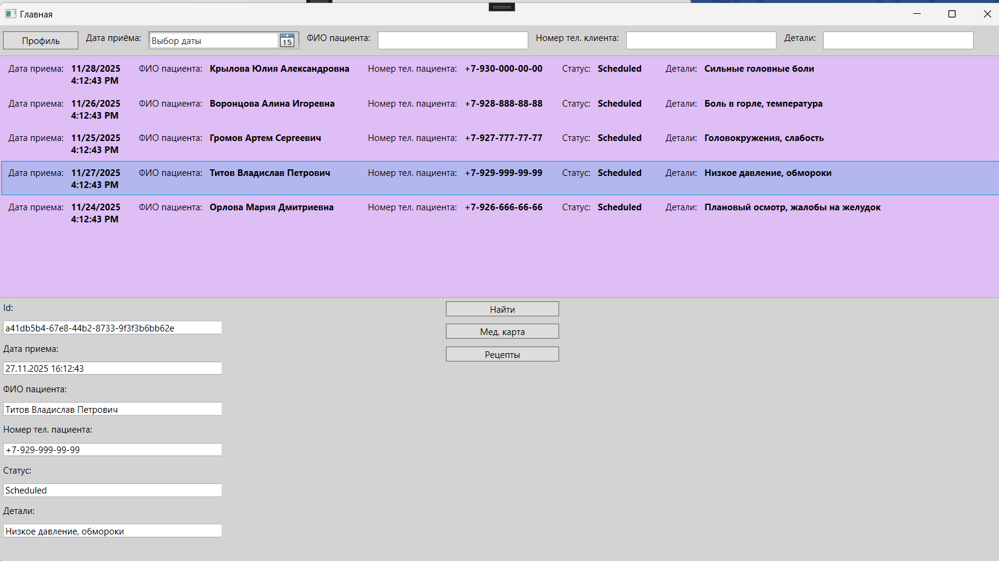 Главная
Профиль Дата приёма: Выбор даты 15 ФИО пациента: Номер тел. клиента: Детали:
Дата приема: 11/28/2025 4:12:43 PM ФИО пациента: Крылова Юлия Александровна Номер тел. пациента: +7-930-000-00-00 Статус: Scheduled Детали: Сильные головные боли
Дата приема: 11/26/2025 4:12:43 PM ФИО пациента: Воронцова Алина Игоревна Номер тел. пациента: +7-928-888-88-88 Статус: Scheduled Детали: Боль в горле, температура
Дата приема: 11/25/2025 4:12:43 PM ФИО пациента: Громов Артем Сергеевич Номер тел. пациента: +7-927-777-77-77 Статус: Scheduled Детали: Головокружения, слабость
Дата приема: 11/27/2025 4:12:43 PM ФИО пациента: Титов Владислав Петрович Номер тел. пациента: +7-929-999-99-99 Статус: Scheduled Детали: Низкое давление, обмороки
Дата приема: 11/24/2025 4:12:43 PM ФИО пациента: Орлова Мария Дмитриевна Номер тел. пациента: +7-926-666-66-66 Статус: Scheduled Детали: Плановый осмотр, жалобы на желудок
Id:
a41db5b4-67e8-44b2-8733-9f3f3b6bb62e
Дата приема:
27.11.2025 16:12:43
ФИО пациента:
Титов Владислав Петрович
Номер тел. пациента:
+7-929-999-99-99
Статус:
Scheduled
Детали:
Низкое давление, обмороки
Найти
Мед. карта
Рецепты